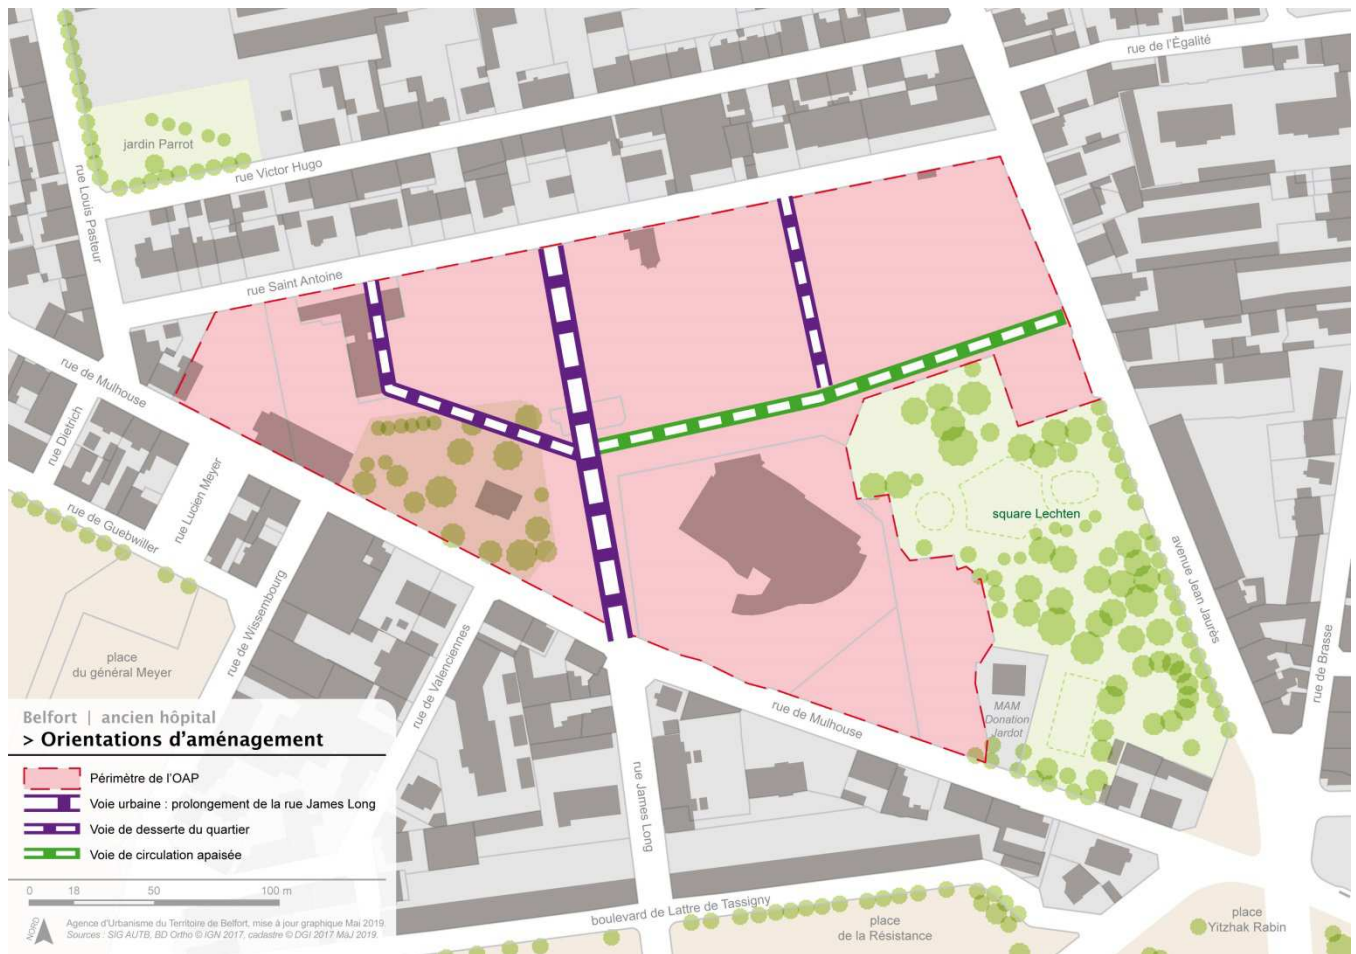 rue de l'Égalité
jardin Parrot
rue Victor Hugo
rue Louis Pasteur
rue Saint Antoine
rue de Mulhouse
rue Dietrich
rue Lucien Meyer
rue de Guebwiller
rue de Wissembourg
rue de Valenciennes
place
du général Meyer
square Lechten
avenue Jean Jaurès
rue de Brasse
MAM
Donation
Jardot
rue de Mulhouse
rue James Long
boulevard de Lattre de Tassigny
place
de la Résistance
place
Yitzhak Rabin
Belfort | ancien hôpital
> Orientations d'aménagement
Périmètre de l'OAP
Voie urbaine : prolongement de la rue James Long
Voie de desserte du quartier
Voie de circulation apaisée
0 18 50 100 m
NORD
Agence d'Urbanisme du Territoire de Belfort, mise à jour graphique Mai 2019.
Sources : SIG AUTB, BD Ortho © IGN 2017, cadastre © DGI 2017 MàJ 2019.